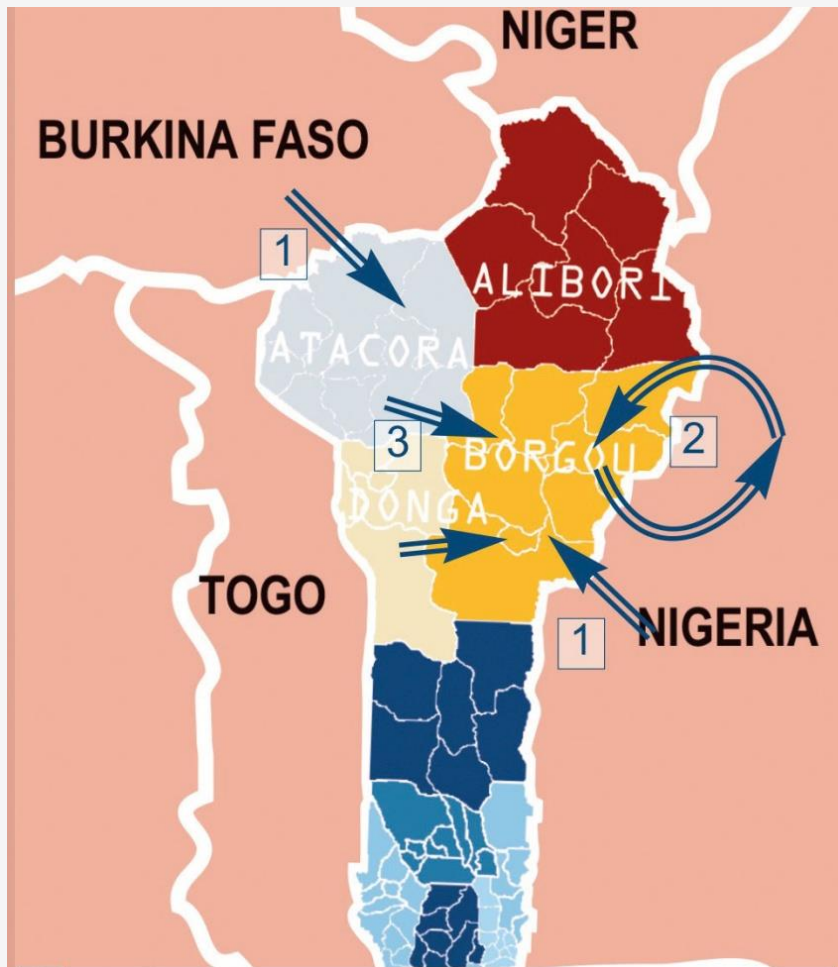 NIGER
BURKINA FASO
1
ALIBORI
ATACORA
3
BORGOU
2
DONGA
TOGO
1
NIGERIA